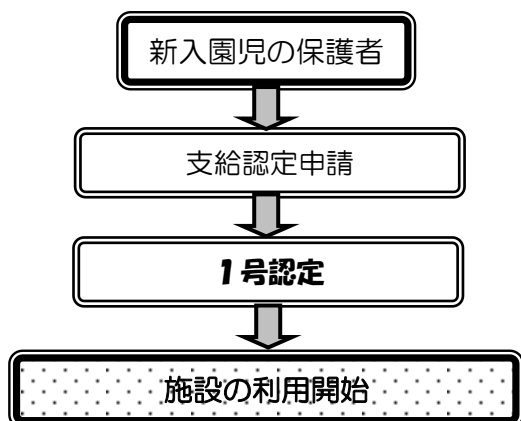 新入園児の保護者
支給認定申請
1号認定
施設の利用開始